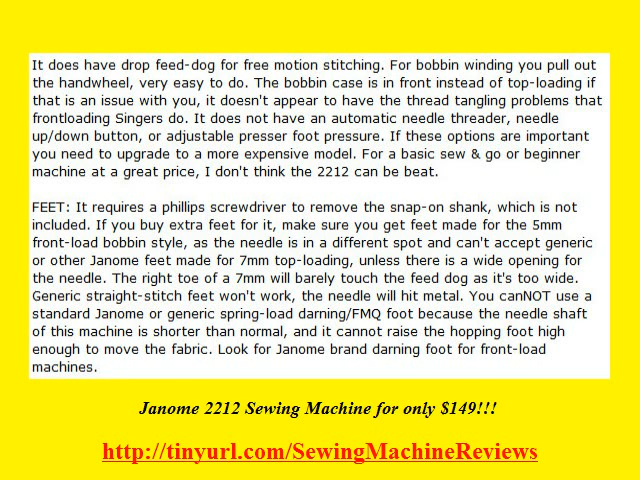 It does have drop feed-dog for free motion stitching. For bobbin winding you pull out
the handwheel, very easy to do. The bobbin case is in front instead of top-loading if
that is an issue with you, it doesn't appear to have the thread tangling problems that
frontloading Singers do. It does not have an automatic needle threader, needle
up/down button, or adjustable presser foot pressure. If these options are important
you need to upgrade to a more expensive model. For a basic sew & go or beginner
machine at a great price, I don't think the 2212 can be beat.
FEET: It requires a phillips screwdriver to remove the snap-on shank, which is not
included. If you buy extra feet for it, make sure you get feet made for the 5mm
front-load bobbin style, as the needle is in a different spot and can't accept generic
or other Janome feet made for 7mm top-loading, unless there is a wide opening for
the needle. The right toe of a 7mm will barely touch the feed dog as it's too wide.
Generic straight-stitch feet won't work, the needle will hit metal. You canNOT use a
standard Janome or generic spring-load darning/FMQ foot because the needle shaft
of this machine is shorter than normal, and it cannot raise the hopping foot high
enough to move the fabric. Look for Janome brand darning foot for front-load
machines.
Janome 2212 Sewing Machine for only $149!!!
http://tinyurl.com/SewingMachineReviews